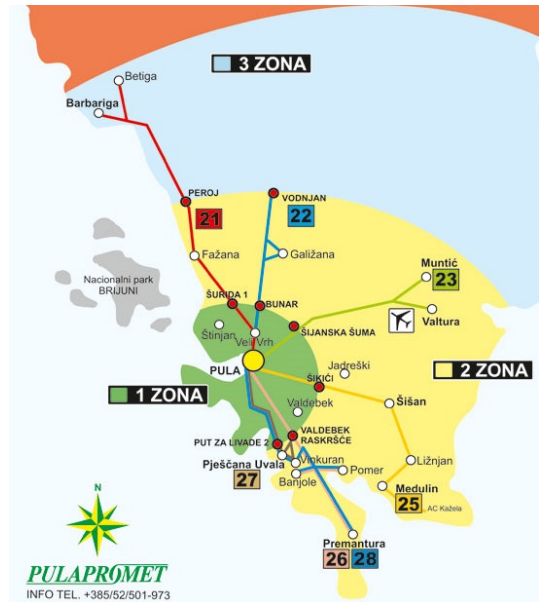 3 ZONA
Betiga
Barbariga
PEROJ
21
VODNJAN
22
Fažana
Galižana
Muntić
23
Nacionalni park
BRIJUNI
ŠURIDA 1
BUNAR
Štinjan
Veli Vrh
ŠIJANSKA ŠUMA
Valtura
PULA
Jadreški
2 ZONA
ŠIKIĆI
1 ZONA
Valdebek
Šišan
VALDEBEK
RASKRŠĆE
PUT ZA LIVADE 2
Pješčana Uvala
Vinkuran
27
Banjole
Pomer
Ližnjan
Medulin
25
AC Kažela
N
Premantura
26 28
PULAPROMET
INFO TEL. +385/52/501-973